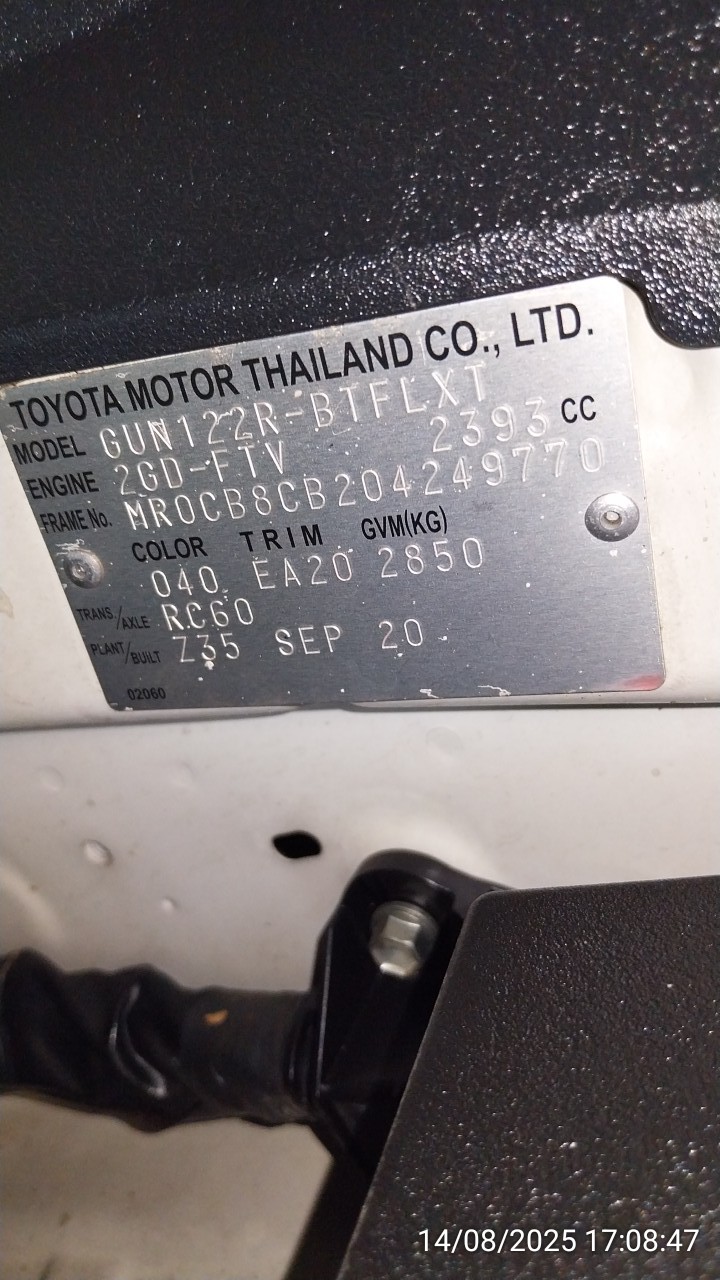 TOYOTA MOTOR THAILAND CO., LTD.
MODEL GUN122R-BTFLXT
ENGINE 2GD-FTV 2393 CC
FRAME No. MR0CB8CB204249770
COLOR TRIM GVM(KG)
040 EA20 2850
TRANS./AXLE RC60
PLANT/BUILT Z35 SEP 20
02060
14/08/2025 17:08:47